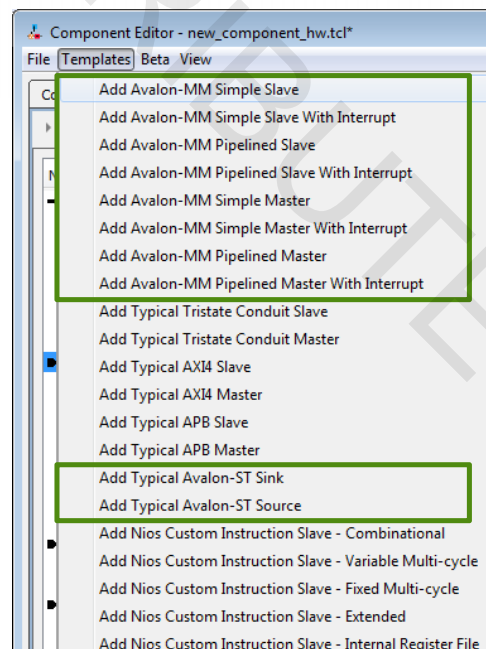 Component Editor - new_component_hw.tcl*
File Templates Beta View
Add Avalon-MM Simple Slave
Add Avalon-MM Simple Slave With Interrupt
Add Avalon-MM Pipelined Slave
Add Avalon-MM Pipelined Slave With Interrupt
Add Avalon-MM Simple Master
Add Avalon-MM Simple Master With Interrupt
Add Avalon-MM Pipelined Master
Add Avalon-MM Pipelined Master With Interrupt
Add Typical Tristate Conduit Slave
Add Typical Tristate Conduit Master
Add Typical AXI4 Slave
Add Typical AXI4 Master
Add Typical APB Slave
Add Typical APB Master
Add Typical Avalon-ST Sink
Add Typical Avalon-ST Source
Add Nios Custom Instruction Slave - Combinational
Add Nios Custom Instruction Slave - Variable Multi-cycle
Add Nios Custom Instruction Slave - Fixed Multi-cycle
Add Nios Custom Instruction Slave - Extended
Add Nios Custom Instruction Slave - Internal Register File